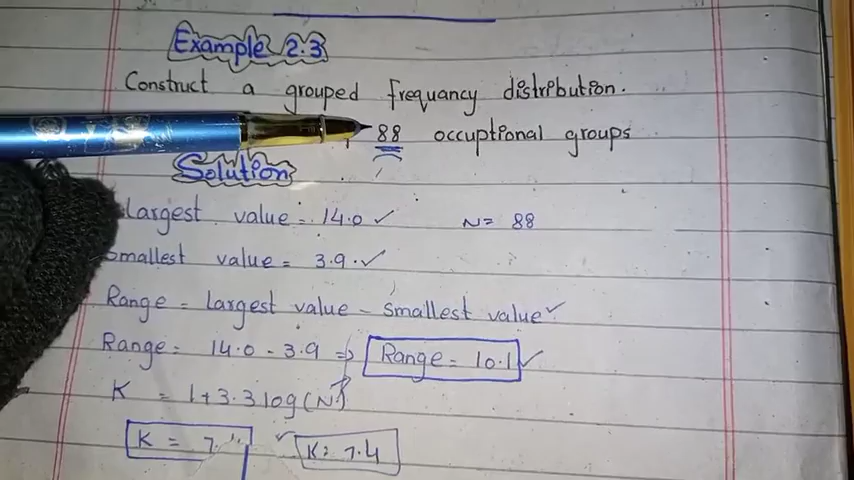 Example 2.3
Construct a grouped frequancy distribution.
88 occuptional groups
Solution
Largest value = 14.0 ✓ N= 88
Smallest value = 3.9. ✓
Range = largest value - smallest value ✓
Range = 14.0 - 3.9 => Range = 10.1 ✓
K = 1+3.3 log(N)
K = 7. ✓ K= 7.4